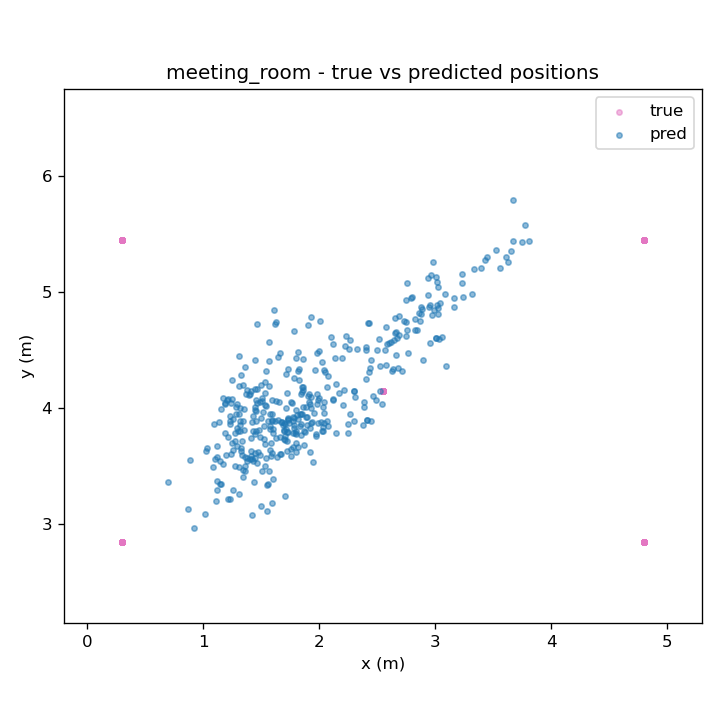 meeting_room - true vs predicted positions
true
pred
6
5
4
3
y (m)
0 1 2 3 4 5
x (m)